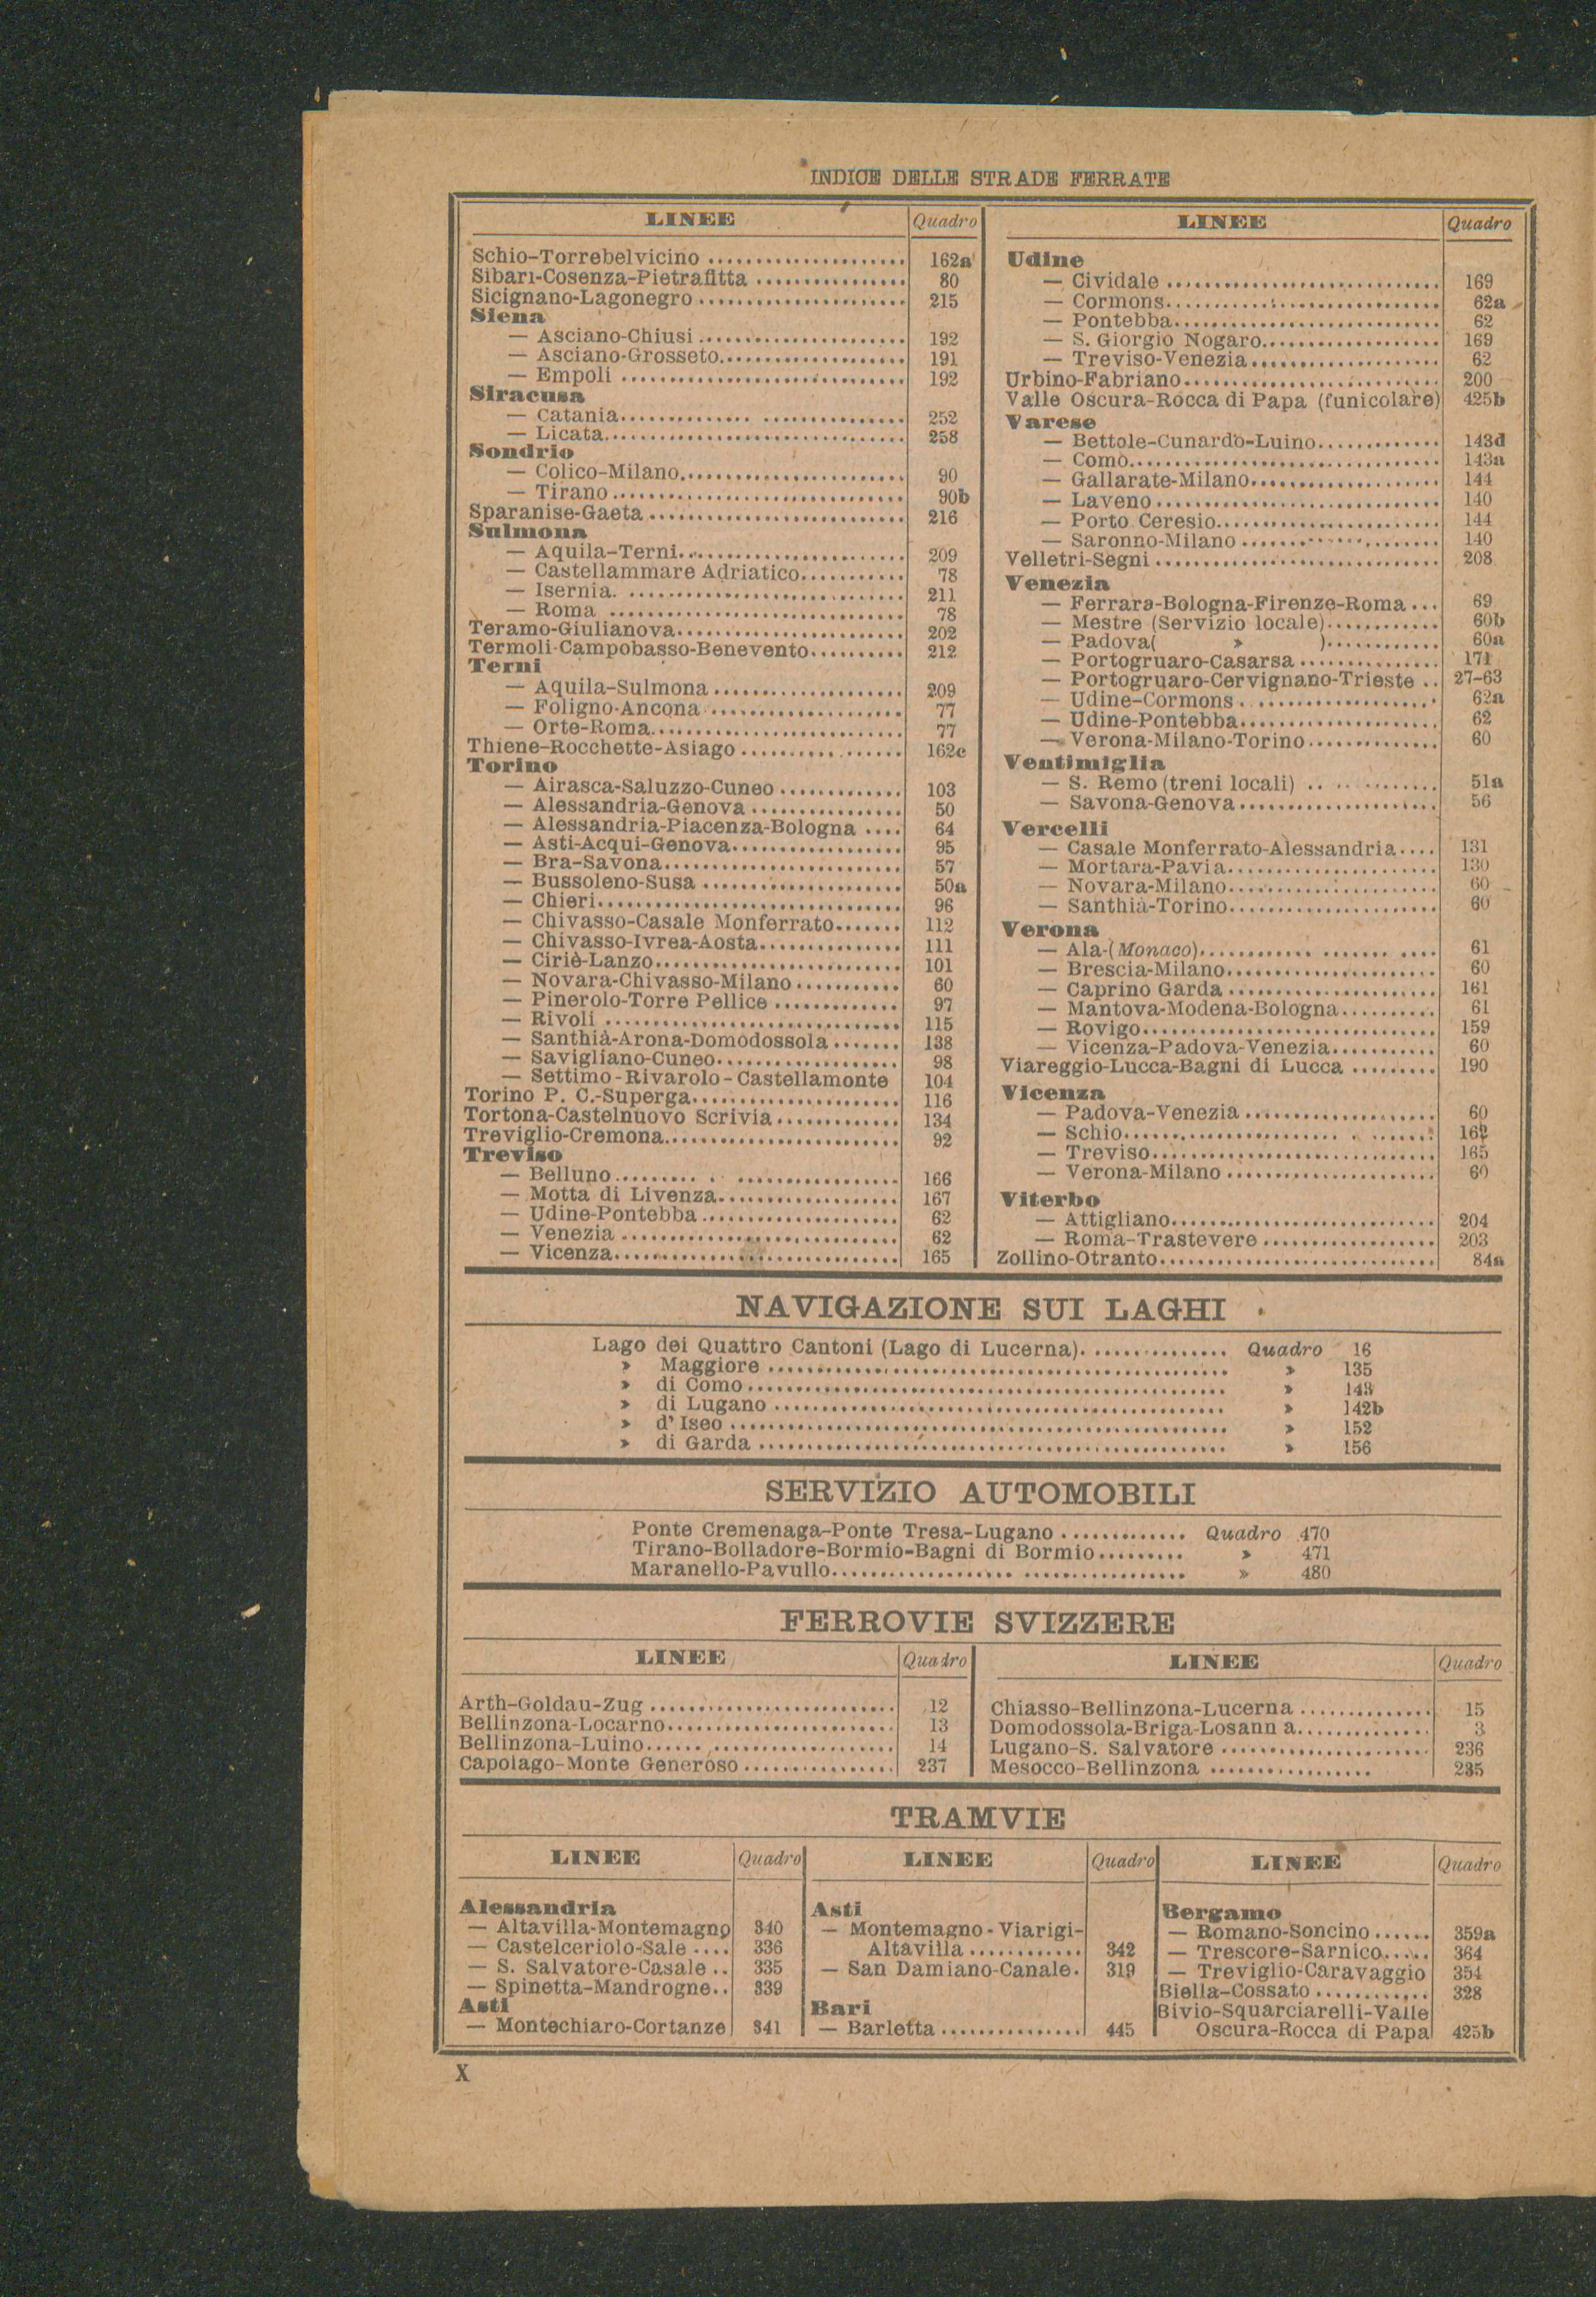 INDICE DELLE STRADE FERRATE
LINEE Quadro
Schio-Torrebelvicino ..................... 162a
Sibari-Cosenza-Pietrafitta ................ 80
Sicignano-Lagonegro ...................... 215
Siena
— Asciano-Chiusi ...................... 192
— Asciano-Grosseto.................... 191
— Empoli .............................. 192
Siracusa
— Catania.............. ............... 252
— Licata............................... 258
Sondrio
— Colico-Milano........................ 90
— Tirano............................... 90b
Sparanise-Gaeta ........................... 216
Sulmona
— Aquila-Terni........................ 209
— Castellammare Adriatico........... 78
— Isernia. ............................. 211
— Roma ............................... 78
Teramo-Giulianova........................ 202
Termoli-Campobasso-Benevento.......... 212
Terni
— Aquila-Sulmona .................... 209
— Foligno-Ancona .................... 77
— Orte-Roma.......................... 77
Thiene-Rocchette-Asiago ................. 162c
Torino
— Airasca-Saluzzo-Cuneo ............. 103
— Alessandria-Genova ................ 50
— Alessandria-Piacenza-Bologna .... 64
— Asti-Acqui-Genova.................. 95
— Bra-Savona......................... 57
— Bussoleno-Susa ..................... 50a
— Chieri................................ 96
— Chivasso-Casale Monferrato....... 112
— Chivasso-Ivrea-Aosta............... 111
— Ciriè-Lanzo.......................... 101
— Novara-Chivasso-Milano ........... 60
— Pinerolo-Torre Pellice ............. 97
— Rivoli ............................... 115
— Santhià-Arona-Domodossola ....... 138
— Savigliano-Cuneo................... 98
— Settimo-Rivarolo-Castellamonte 104
Torino P. C.-Superga...................... 116
Tortona-Castelnuovo Scrivia ............. 134
Treviglio-Cremona......................... 92
Treviso
— Belluno......... . ................. 166
— Motta di Livenza................... 167
— Udine-Pontebba ..................... 62
— Venezia ............................. 62
— Vicenza.............................. 165
LINEE Quadro
Udine
— Cividale ............................ 169
— Cormons............................. 62a
— Pontebba............................ 62
— S. Giorgio Nogaro.................. 169
— Treviso-Venezia.................... 62
Urbino-Fabriano........................... 200
Valle Oscura-Rocca di Papa (funicolare) 425b
Varese
— Bettole-Cunardo-Luino............. 143d
— Como................................. 143a
— Gallarate-Milano.................... 144
— Laveno .............................. 140
— Porto Ceresio....................... 144
— Saronno-Milano ..................... 140
Velletri-Segni .............................. 208
Venezia
— Ferrara-Bologna-Firenze-Roma ... 69
— Mestre (Servizio locale)............ 60b
— Padova( » )............ 60a
— Portogruaro-Casarsa ............... 171
— Portogruaro-Cervignano-Trieste .. 27-63
— Udine-Cormons . ................... 62a
— Udine-Pontebba..................... 62
— Verona-Milano-Torino.............. 60
Ventimiglia
— S. Remo (treni locali) .. ........... 51a
— Savona-Genova..................... 56
Vercelli
— Casale Monferrato-Alessandria.... 131
— Mortara-Pavia...................... 130
— Novara-Milano...................... 60
— Santhià-Torino...................... 60
Verona
— Ala-(Monaco)............ ....... .... 61
— Brescia-Milano...................... 60
— Caprino Garda ...................... 161
— Mantova-Modena-Bologna.......... 61
— Rovigo............................... 159
— Vicenza-Padova-Venezia........... 60
Viareggio-Lucca-Bagni di Lucca ......... 190
Vicenza
— Padova-Venezia .................... 60
— Schio...................... . ....... 162
— Treviso.............................. 165
— Verona-Milano ...................... 60
Viterbo
— Attigliano............................ 204
— Roma-Trastevere .................. 203
Zollino-Otranto............................. 84a
NAVIGAZIONE SUI LAGHI
Lago dei Quattro Cantoni (Lago di Lucerna). .............. Quadro 16
» Maggiore ................................................ » 135
» di Como.................................................. » 143
» di Lugano ............................................... » 142b
» d'Iseo .................................................... » 152
» di Garda ................................................. » 156
SERVIZIO AUTOMOBILI
Ponte Cremenaga-Ponte Tresa-Lugano ............. Quadro 470
Tirano-Bolladore-Bormio-Bagni di Bormio......... » 471
Maranello-Pavullo................... ................. » 480
FERROVIE SVIZZERE
LINEE Quadro
Arth-Goldau-Zug .......................... 12
Bellinzona-Locarno........................ 13
Bellinzona-Luino...... ................... 14
Capolago-Monte Generoso ................ 237
LINEE Quadro
Chiasso-Bellinzona-Lucerna .............. 15
Domodossola-Briga-Losann a.............. 3
Lugano-S. Salvatore ...................... 236
Mesocco-Bellinzona ................. 235
TRAMVIE
LINEE Quadro
Alessandria
— Altavilla-Montemagno 340
— Castelceriolo-Sale .... 336
— S. Salvatore-Casale .. 335
— Spinetta-Mandrogne.. 339
Asti
— Montechiaro-Cortanze 341
LINEE Quadro
Asti
— Montemagno-Viarigi-
Altavilla ............ 342
— San Damiano-Canale. 319
Bari
— Barletta ............... 445
LINEE Quadro
Bergamo
— Romano-Soncino ...... 359a
— Trescore-Sarnico..... 364
— Treviglio-Caravaggio 354
Biella-Cossato ............ 328
Bivio-Squarciarelli-Valle
Oscura-Rocca di Papa 425b
X